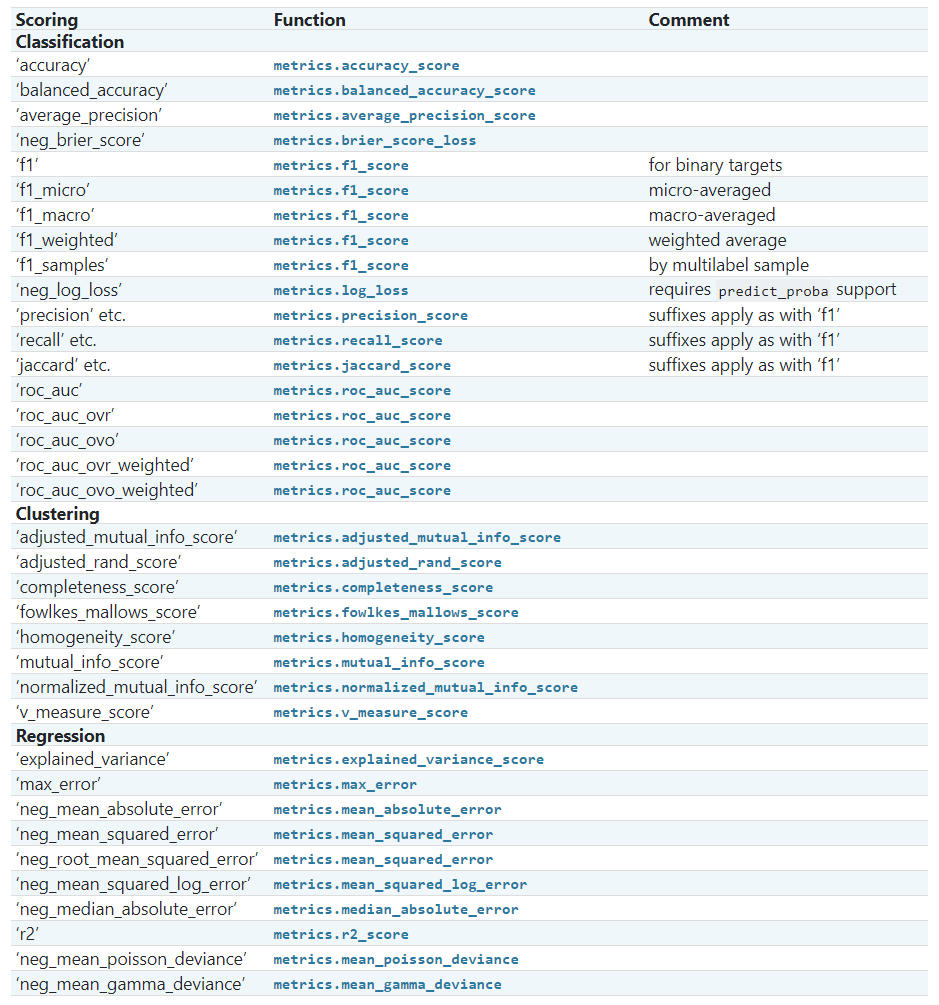 Scoring Function Comment
Classification
‘accuracy’ metrics.accuracy_score
‘balanced_accuracy’ metrics.balanced_accuracy_score
‘average_precision’ metrics.average_precision_score
‘neg_brier_score’ metrics.brier_score_loss
‘f1’ metrics.f1_score for binary targets
‘f1_micro’ metrics.f1_score micro-averaged
‘f1_macro’ metrics.f1_score macro-averaged
‘f1_weighted’ metrics.f1_score weighted average
‘f1_samples’ metrics.f1_score by multilabel sample
‘neg_log_loss’ metrics.log_loss requires predict_proba support
‘precision’ etc. metrics.precision_score suffixes apply as with ‘f1’
‘recall’ etc. metrics.recall_score suffixes apply as with ‘f1’
‘jaccard’ etc. metrics.jaccard_score suffixes apply as with ‘f1’
‘roc_auc’ metrics.roc_auc_score
‘roc_auc_ovr’ metrics.roc_auc_score
‘roc_auc_ovo’ metrics.roc_auc_score
‘roc_auc_ovr_weighted’ metrics.roc_auc_score
‘roc_auc_ovo_weighted’ metrics.roc_auc_score
Clustering
‘adjusted_mutual_info_score’ metrics.adjusted_mutual_info_score
‘adjusted_rand_score’ metrics.adjusted_rand_score
‘completeness_score’ metrics.completeness_score
‘fowlkes_mallows_score’ metrics.fowlkes_mallows_score
‘homogeneity_score’ metrics.homogeneity_score
‘mutual_info_score’ metrics.mutual_info_score
‘normalized_mutual_info_score’ metrics.normalized_mutual_info_score
‘v_measure_score’ metrics.v_measure_score
Regression
‘explained_variance’ metrics.explained_variance_score
‘max_error’ metrics.max_error
‘neg_mean_absolute_error’ metrics.mean_absolute_error
‘neg_mean_squared_error’ metrics.mean_squared_error
‘neg_root_mean_squared_error’ metrics.mean_squared_error
‘neg_mean_squared_log_error’ metrics.mean_squared_log_error
‘neg_median_absolute_error’ metrics.median_absolute_error
‘r2’ metrics.r2_score
‘neg_mean_poisson_deviance’ metrics.mean_poisson_deviance
‘neg_mean_gamma_deviance’ metrics.mean_gamma_deviance